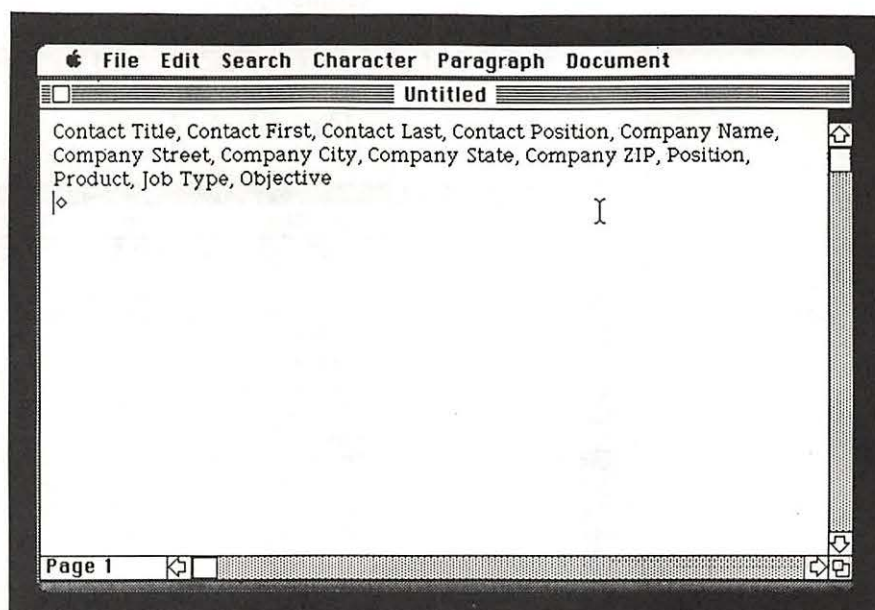 File Edit Search Character Paragraph Document
Untitled
Contact Title, Contact First, Contact Last, Contact Position, Company Name,
Company Street, Company City, Company State, Company ZIP, Position,
Product, Job Type, Objective
Page 1